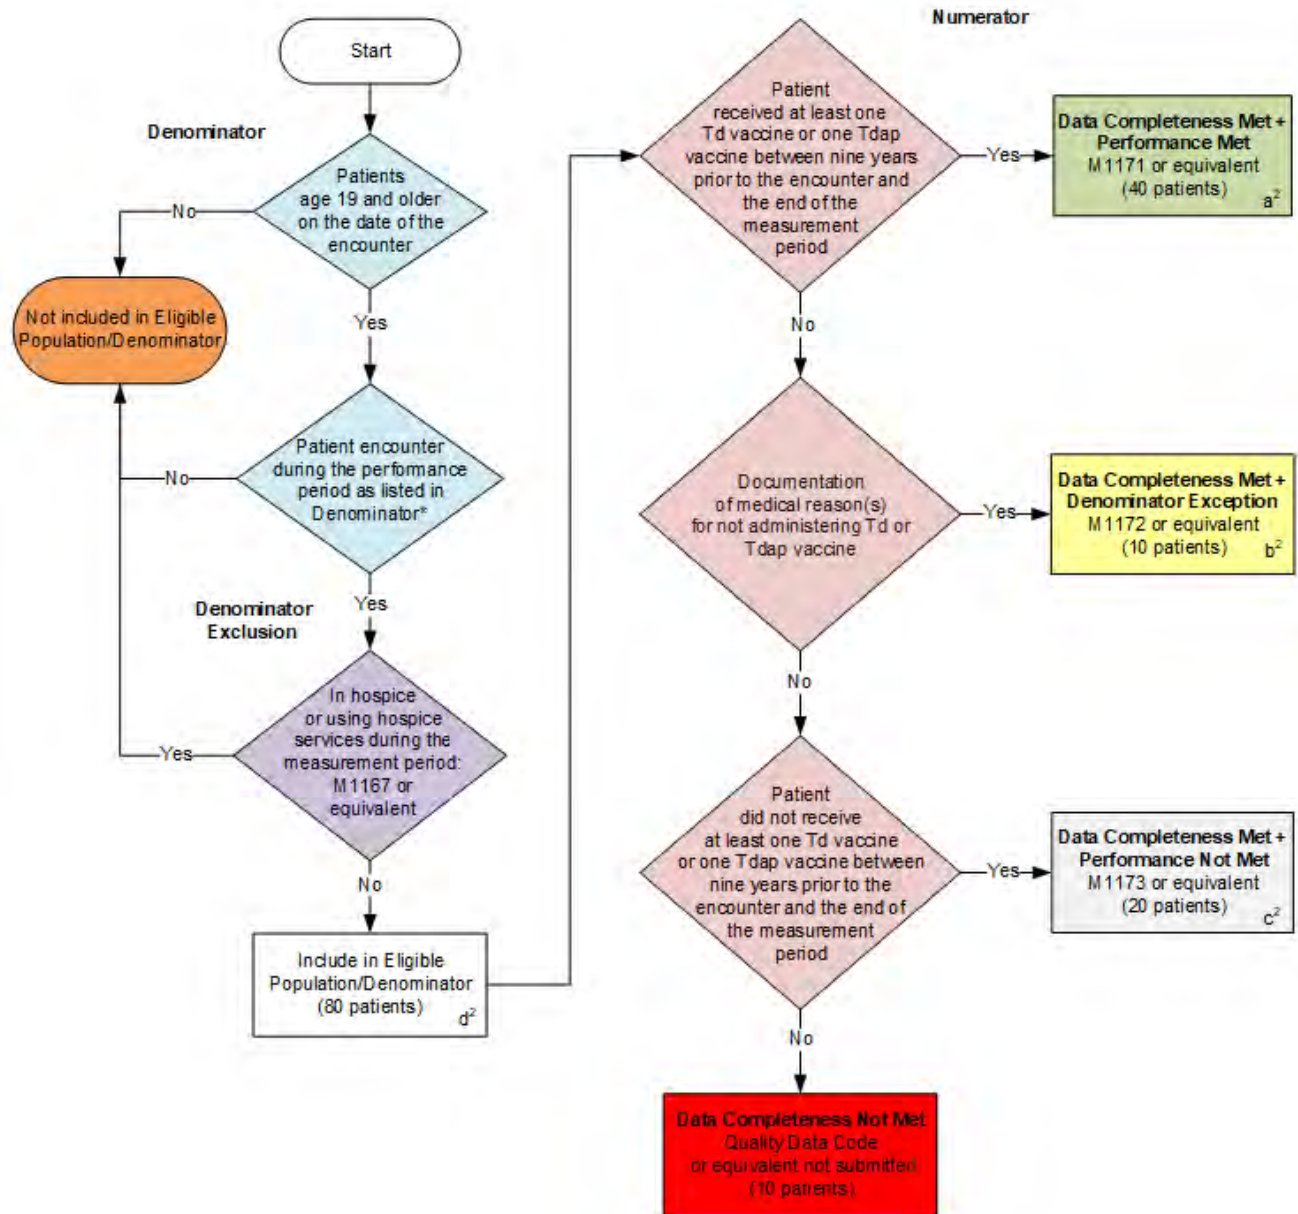 Start
Denominator
Patients
age 19 and older
on the date of the
encounter
No
Not included in Eligible
Population/Denominator
Yes
Patient encounter
during the performance
period as listed in
Denominator*
No
Yes
Denominator
Exclusion
In hospice
or using hospice
services during the
measurement period:
M1167 or
equivalent
Yes
No
Include in Eligible
Population/Denominator
(80 patients)
d²
Numerator
Patient
received at least one
Td vaccine or one Tdap
vaccine between nine years
prior to the encounter and
the end of the
measurement
period
Yes
Data Completeness Met +
Performance Met
M1171 or equivalent
(40 patients)
a²
No
Documentation
of medical reason(s)
for not administering Td or
Tdap vaccine
Yes
Data Completeness Met +
Denominator Exception
M1172 or equivalent
(10 patients)
b²
No
Patient
did not receive
at least one Td vaccine
or one Tdap vaccine between
nine years prior to the
encounter and the end of
the measurement
period
Yes
Data Completeness Met +
Performance Not Met
M1173 or equivalent
(20 patients)
c²
No
Data Completeness Not Met
Quality Data Code
or equivalent not submitted
(10 patients)